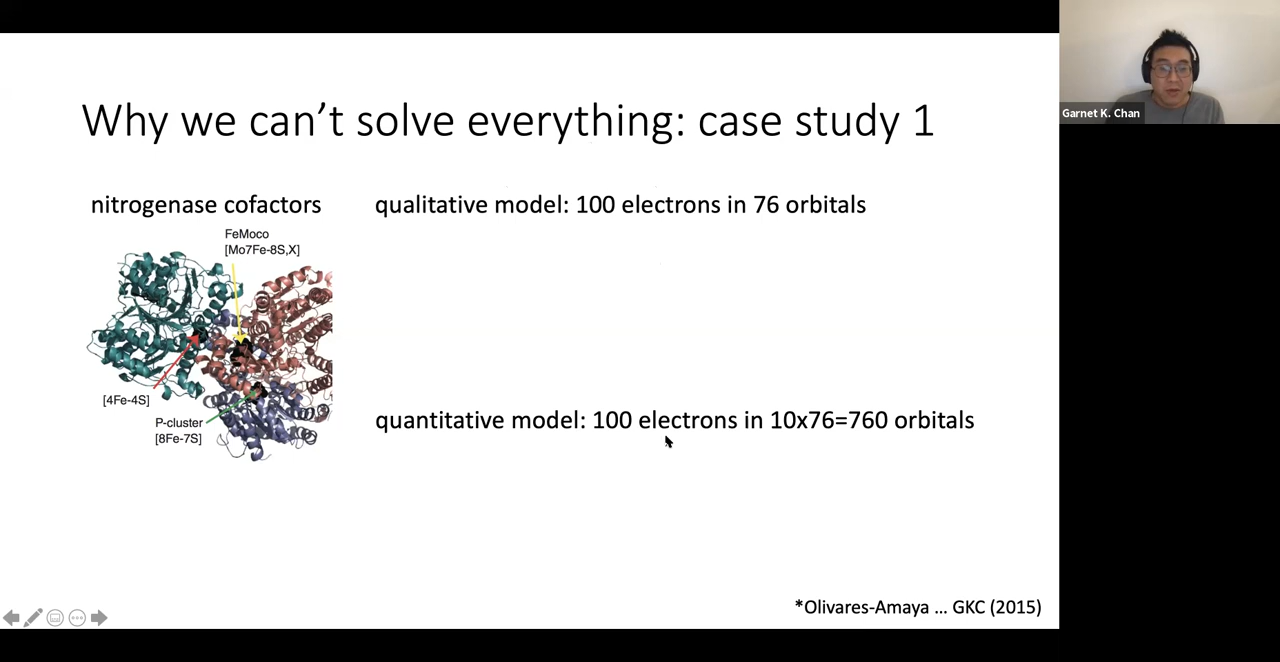 Why we can't solve everything: case study 1
nitrogenase cofactors
qualitative model: 100 electrons in 76 orbitals
FeMoco
[Mo7Fe-8S,X]
[4Fe-4S]
P-cluster
[8Fe-7S]
quantitative model: 100 electrons in 10x76=760 orbitals
*Olivares-Amaya ... GKC (2015)
Garnet K. Chan